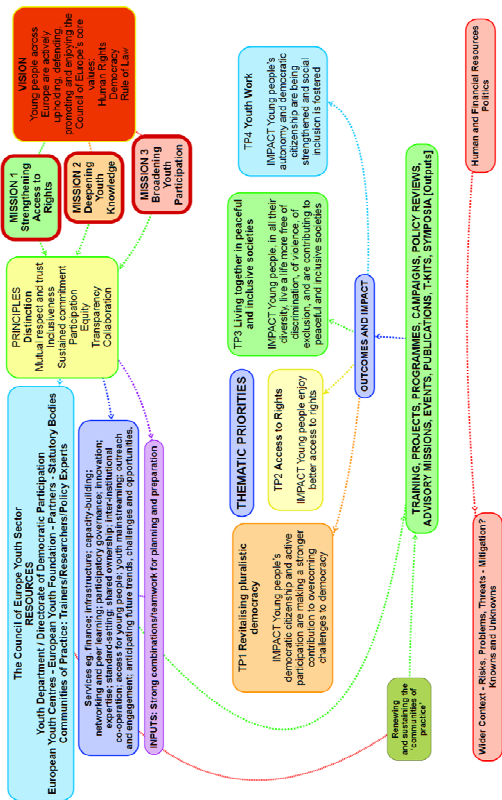 The Council of Europe Youth Sector
RESOURCES
Youth Department / Directorate of Democratic Participation
European Youth Centres - European Youth Foundation - Partners - Statutory Bodies
Communities of Practice: Trainers/Researchers/Policy Experts
PRINCIPLES
Distinction
Mutual respect and trust
Inclusiveness
Sustained commitment
Participation
Equity
Transparency
Collaboration
MISSION 1
Strengthening
Access to
Rights
MISSION 2
Deepening
Youth
Knowledge
MISSION 3
Broadening
Youth
Participation
VISION
Young people across
Europe are actively
upholding, defending,
promoting and enjoying the
Council of Europe's core
values:
Human Rights
Democracy
Rule of Law
Services eg. finance; infrastructure; capacity-building;
networking and peer learning; participatory governance; innovation;
expertise; standard-setting; shared ownership; inter-institutional
co-operation; access for young people; youth mainstreaming; outreach
and engagement; anticipating future trends, challenges and opportunities.
INPUTS: Strong combinations/teamwork for planning and preparation
THEMATIC PRIORITIES
TP1 Revitalising pluralistic
democracy
IMPACT Young people's
democratic citizenship and active
participation are making a stronger
contribution to overcoming
challenges to democracy
TP2 Access to Rights
IMPACT Young people enjoy
better access to rights
TP3 Living together in peaceful
and inclusive societies
IMPACT Young people, in all their
diversity, live a life more free of
discrimination, of violence, of
exclusion, and are contributing to
peaceful and inclusive societies
TP4 Youth Work
IMPACT Young people's
autonomy and democratic
citizenship are being
strengthened and social
inclusion is fostered
OUTCOMES AND IMPACT
Renewing
and sustaining the
'communities of
practice'
TRAINING, PROJECTS, PROGRAMMES, CAMPAIGNS, POLICY REVIEWS,
ADVISORY MISSIONS, EVENTS, PUBLICATIONS, T-KITS, SYMPOSIA [Outputs]
Wider Context - Risks, Problems, Threats - Mitigation?
Knowns and Unknowns
Human and Financial Resources
Politics